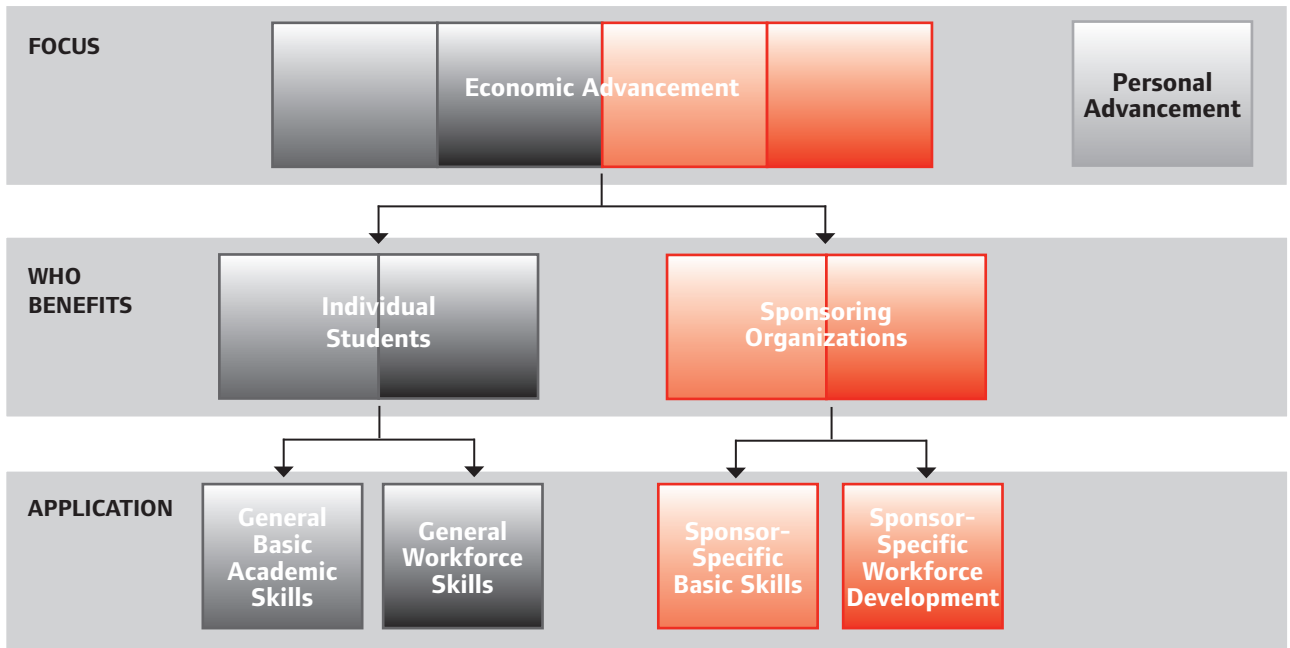 FOCUS
Economic Advancement
Personal
Advancement
WHO
BENEFITS
Individual
Students
Sponsoring
Organizations
APPLICATION
General
Basic
Academic
Skills
General
Workforce
Skills
Sponsor-
Specific
Basic Skills
Sponsor-
Specific
Workforce
Development